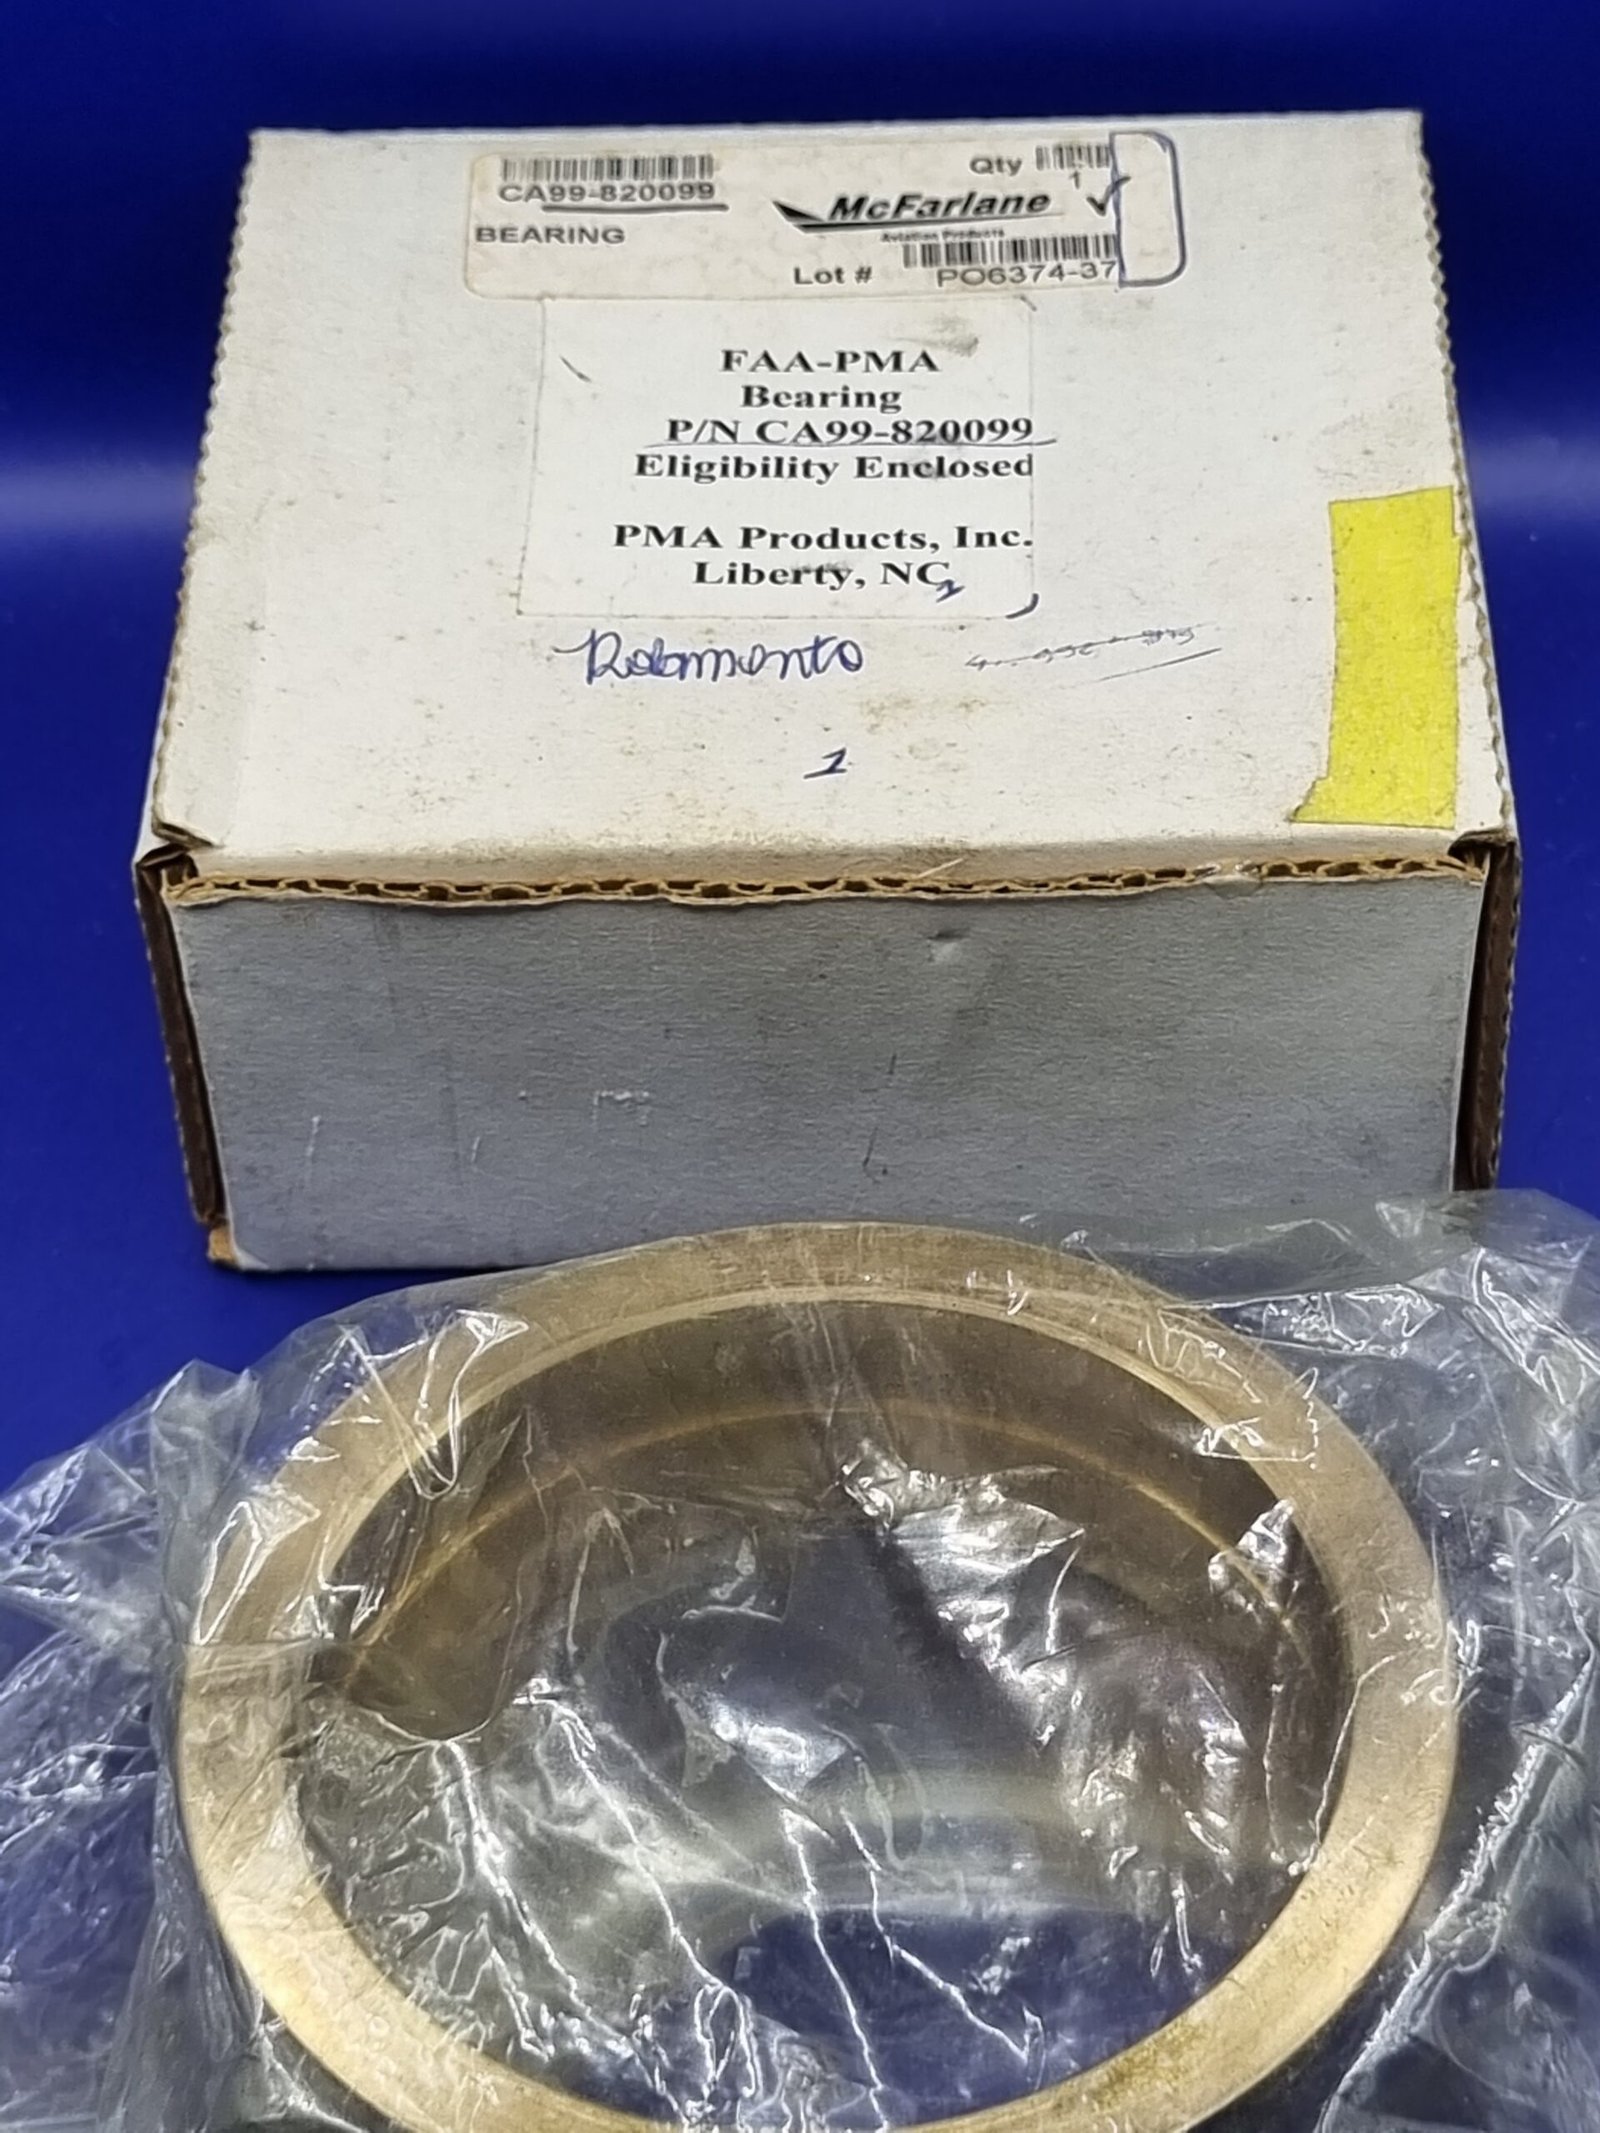 CA99-820099
Qty
1
McFarlane
Aviation Products
BEARING
Lot # PO6374-37
FAA-PMA
Bearing
P/N CA99-820099
Eligibility Enclosed
PMA Products, Inc.
Liberty, NC
1